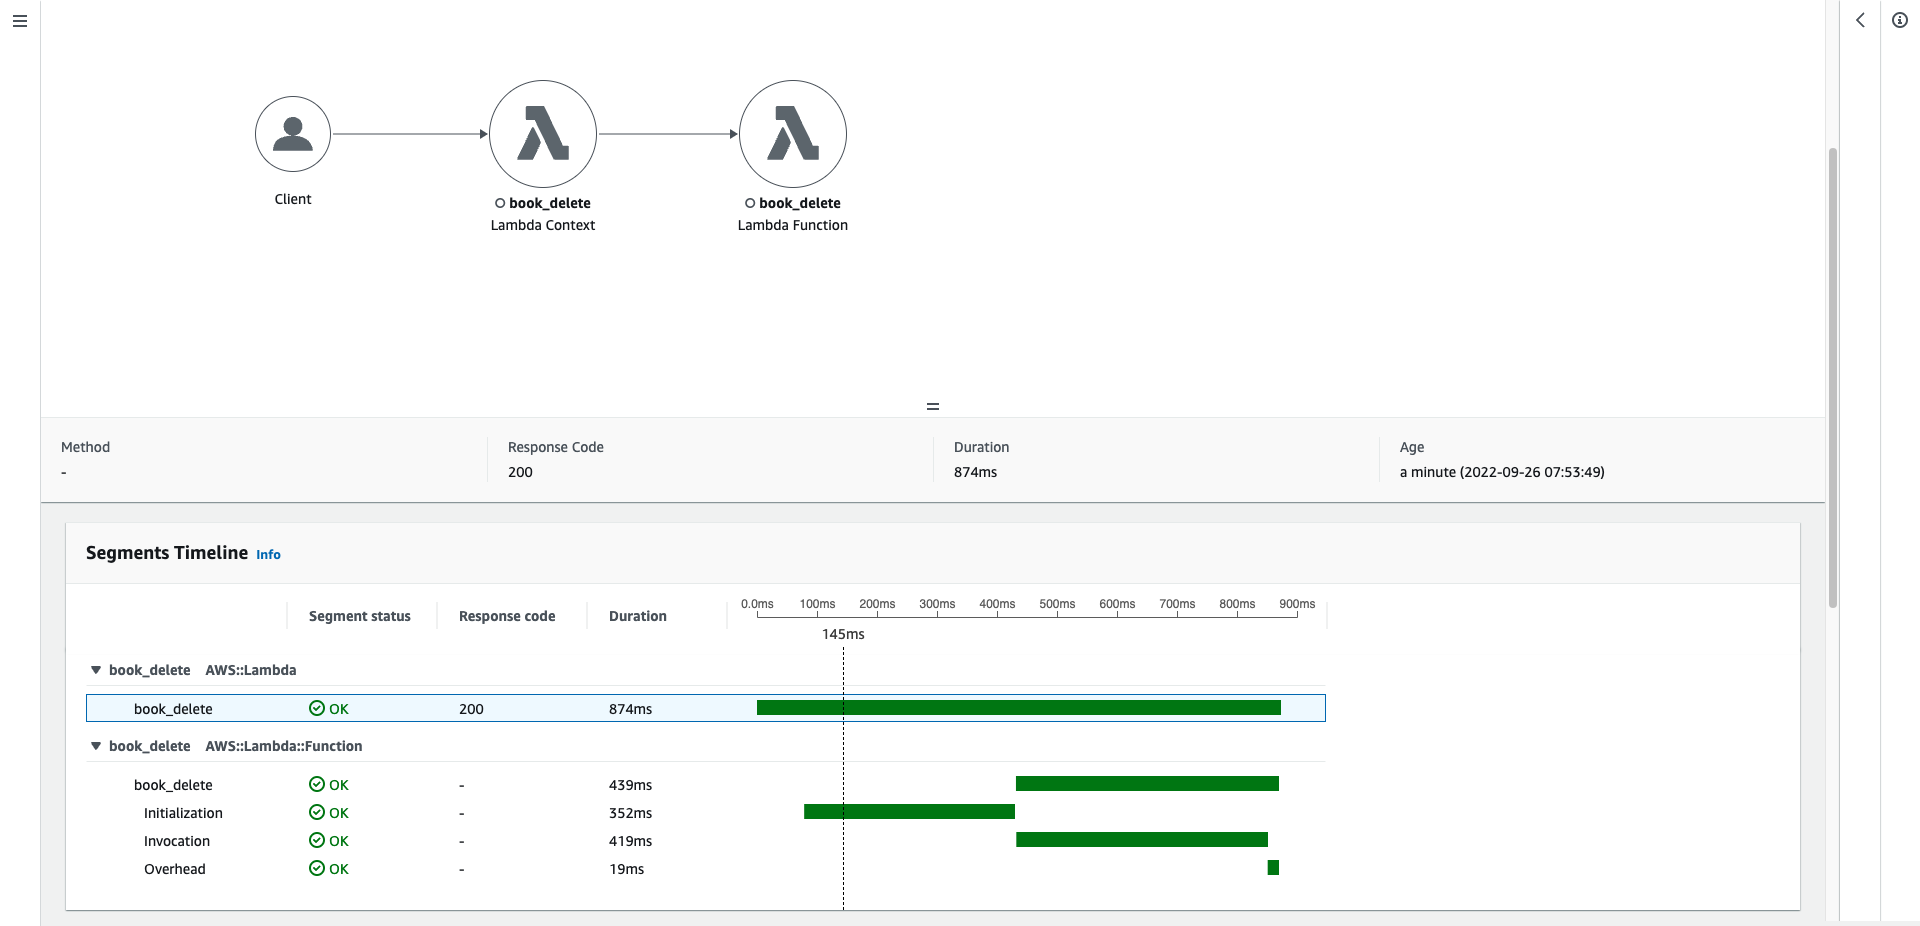 Client
book_delete
Lambda Context
book_delete
Lambda Function
Method
-
Response Code
200
Duration
874ms
Age
a minute (2022-09-26 07:53:49)
Segments Timeline Info
Segment status Response code Duration 0.0ms 100ms 200ms 300ms 400ms 500ms 600ms 700ms 800ms 900ms
145ms
book_delete AWS::Lambda
book_delete OK 200 874ms
book_delete AWS::Lambda::Function
book_delete OK - 439ms
Initialization OK - 352ms
Invocation OK - 419ms
Overhead OK - 19ms